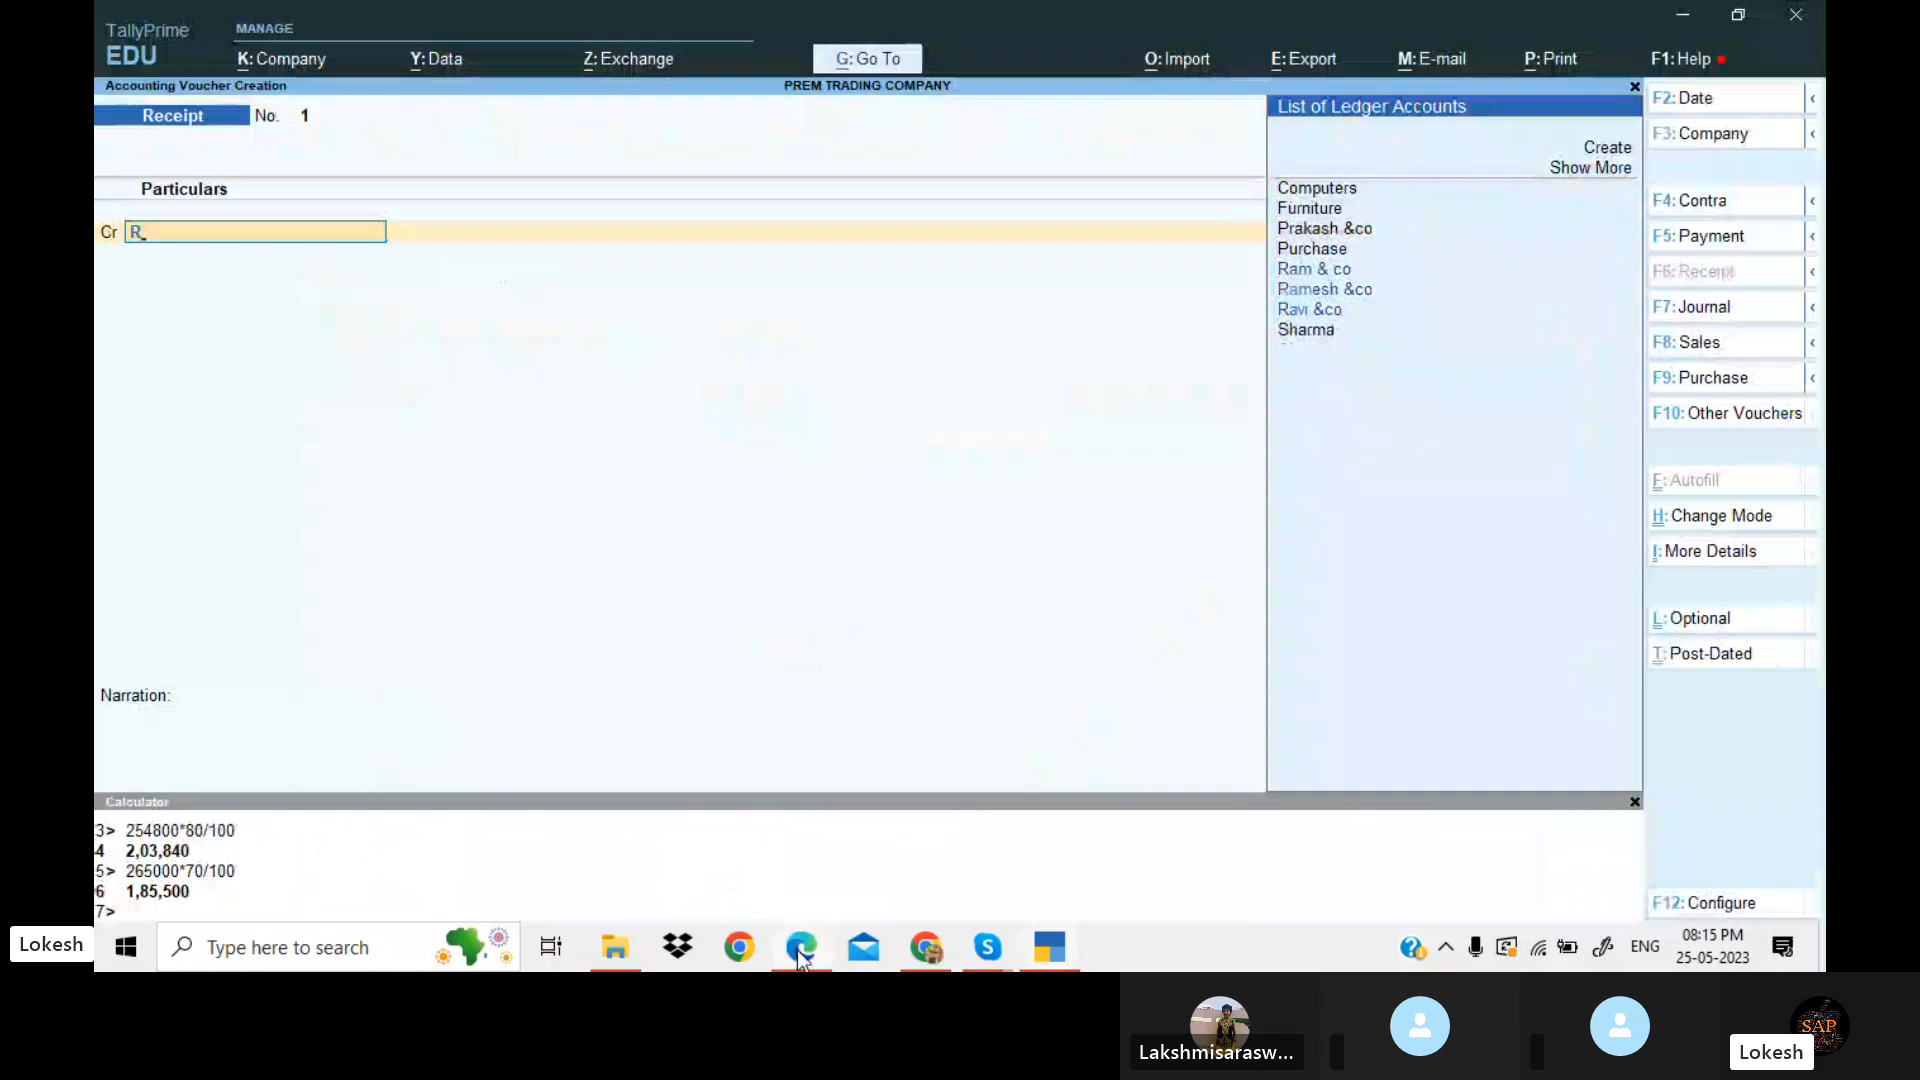 TallyPrime
EDU
MANAGE
K: Company
Y: Data
Z: Exchange
G: Go To
O: Import
E: Export
M: E-mail
P: Print
F1: Help
Accounting Voucher Creation
PREM TRADING COMPANY
Receipt No. 1
Particulars
Cr R
Narration:
List of Ledger Accounts
Create
Show More
Computers
Furniture
Prakash &co
Purchase
Ram & co
Ramesh &co
Ravi &co
Sharma
F2: Date
F3: Company
F4: Contra
F5: Payment
F6: Receipt
F7: Journal
F8: Sales
F9: Purchase
F10: Other Vouchers
F: Autofill
H: Change Mode
I: More Details
L: Optional
T: Post-Dated
F12: Configure
Calculator
3> 254800*80/100
4 2,03,840
5> 265000*70/100
6 1,85,500
7>
Lokesh
Type here to search
ENG
08:15 PM
25-05-2023
Lakshmisarasw...
SAP
Lokesh